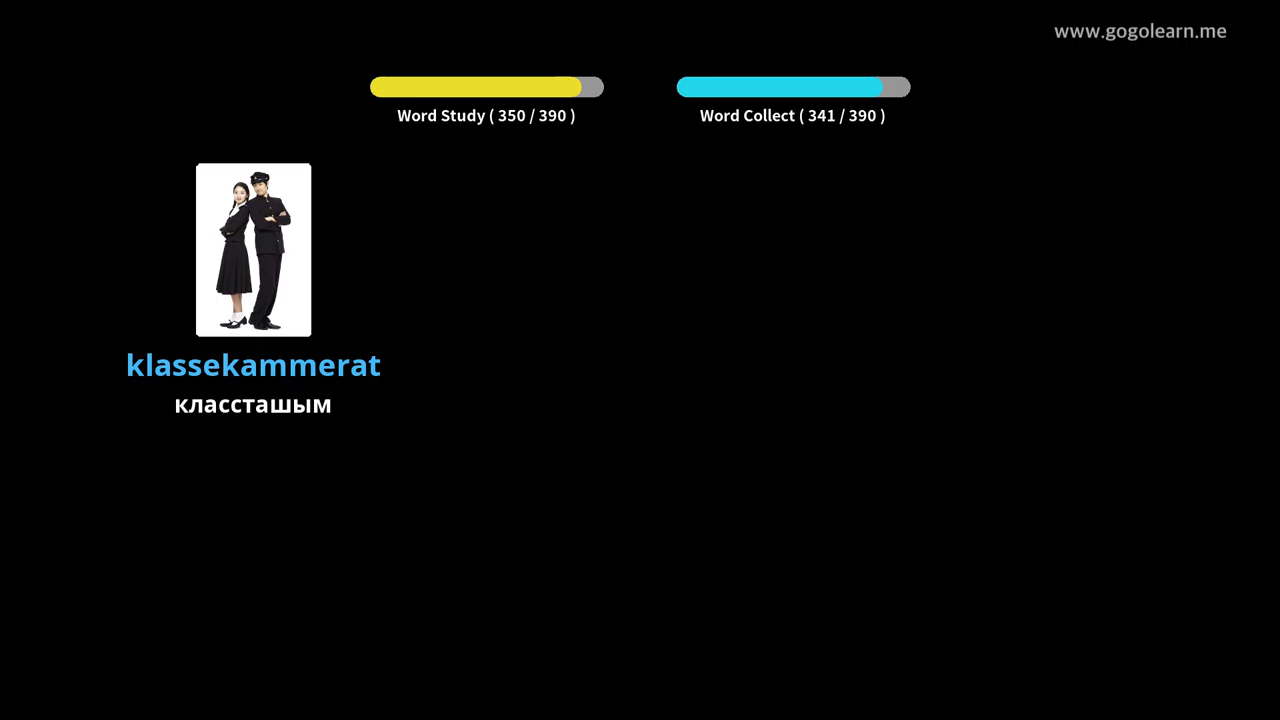 www.gogolearn.me
Word Study ( 350 / 390 )
Word Collect ( 341 / 390 )
klassekammerat
классташым